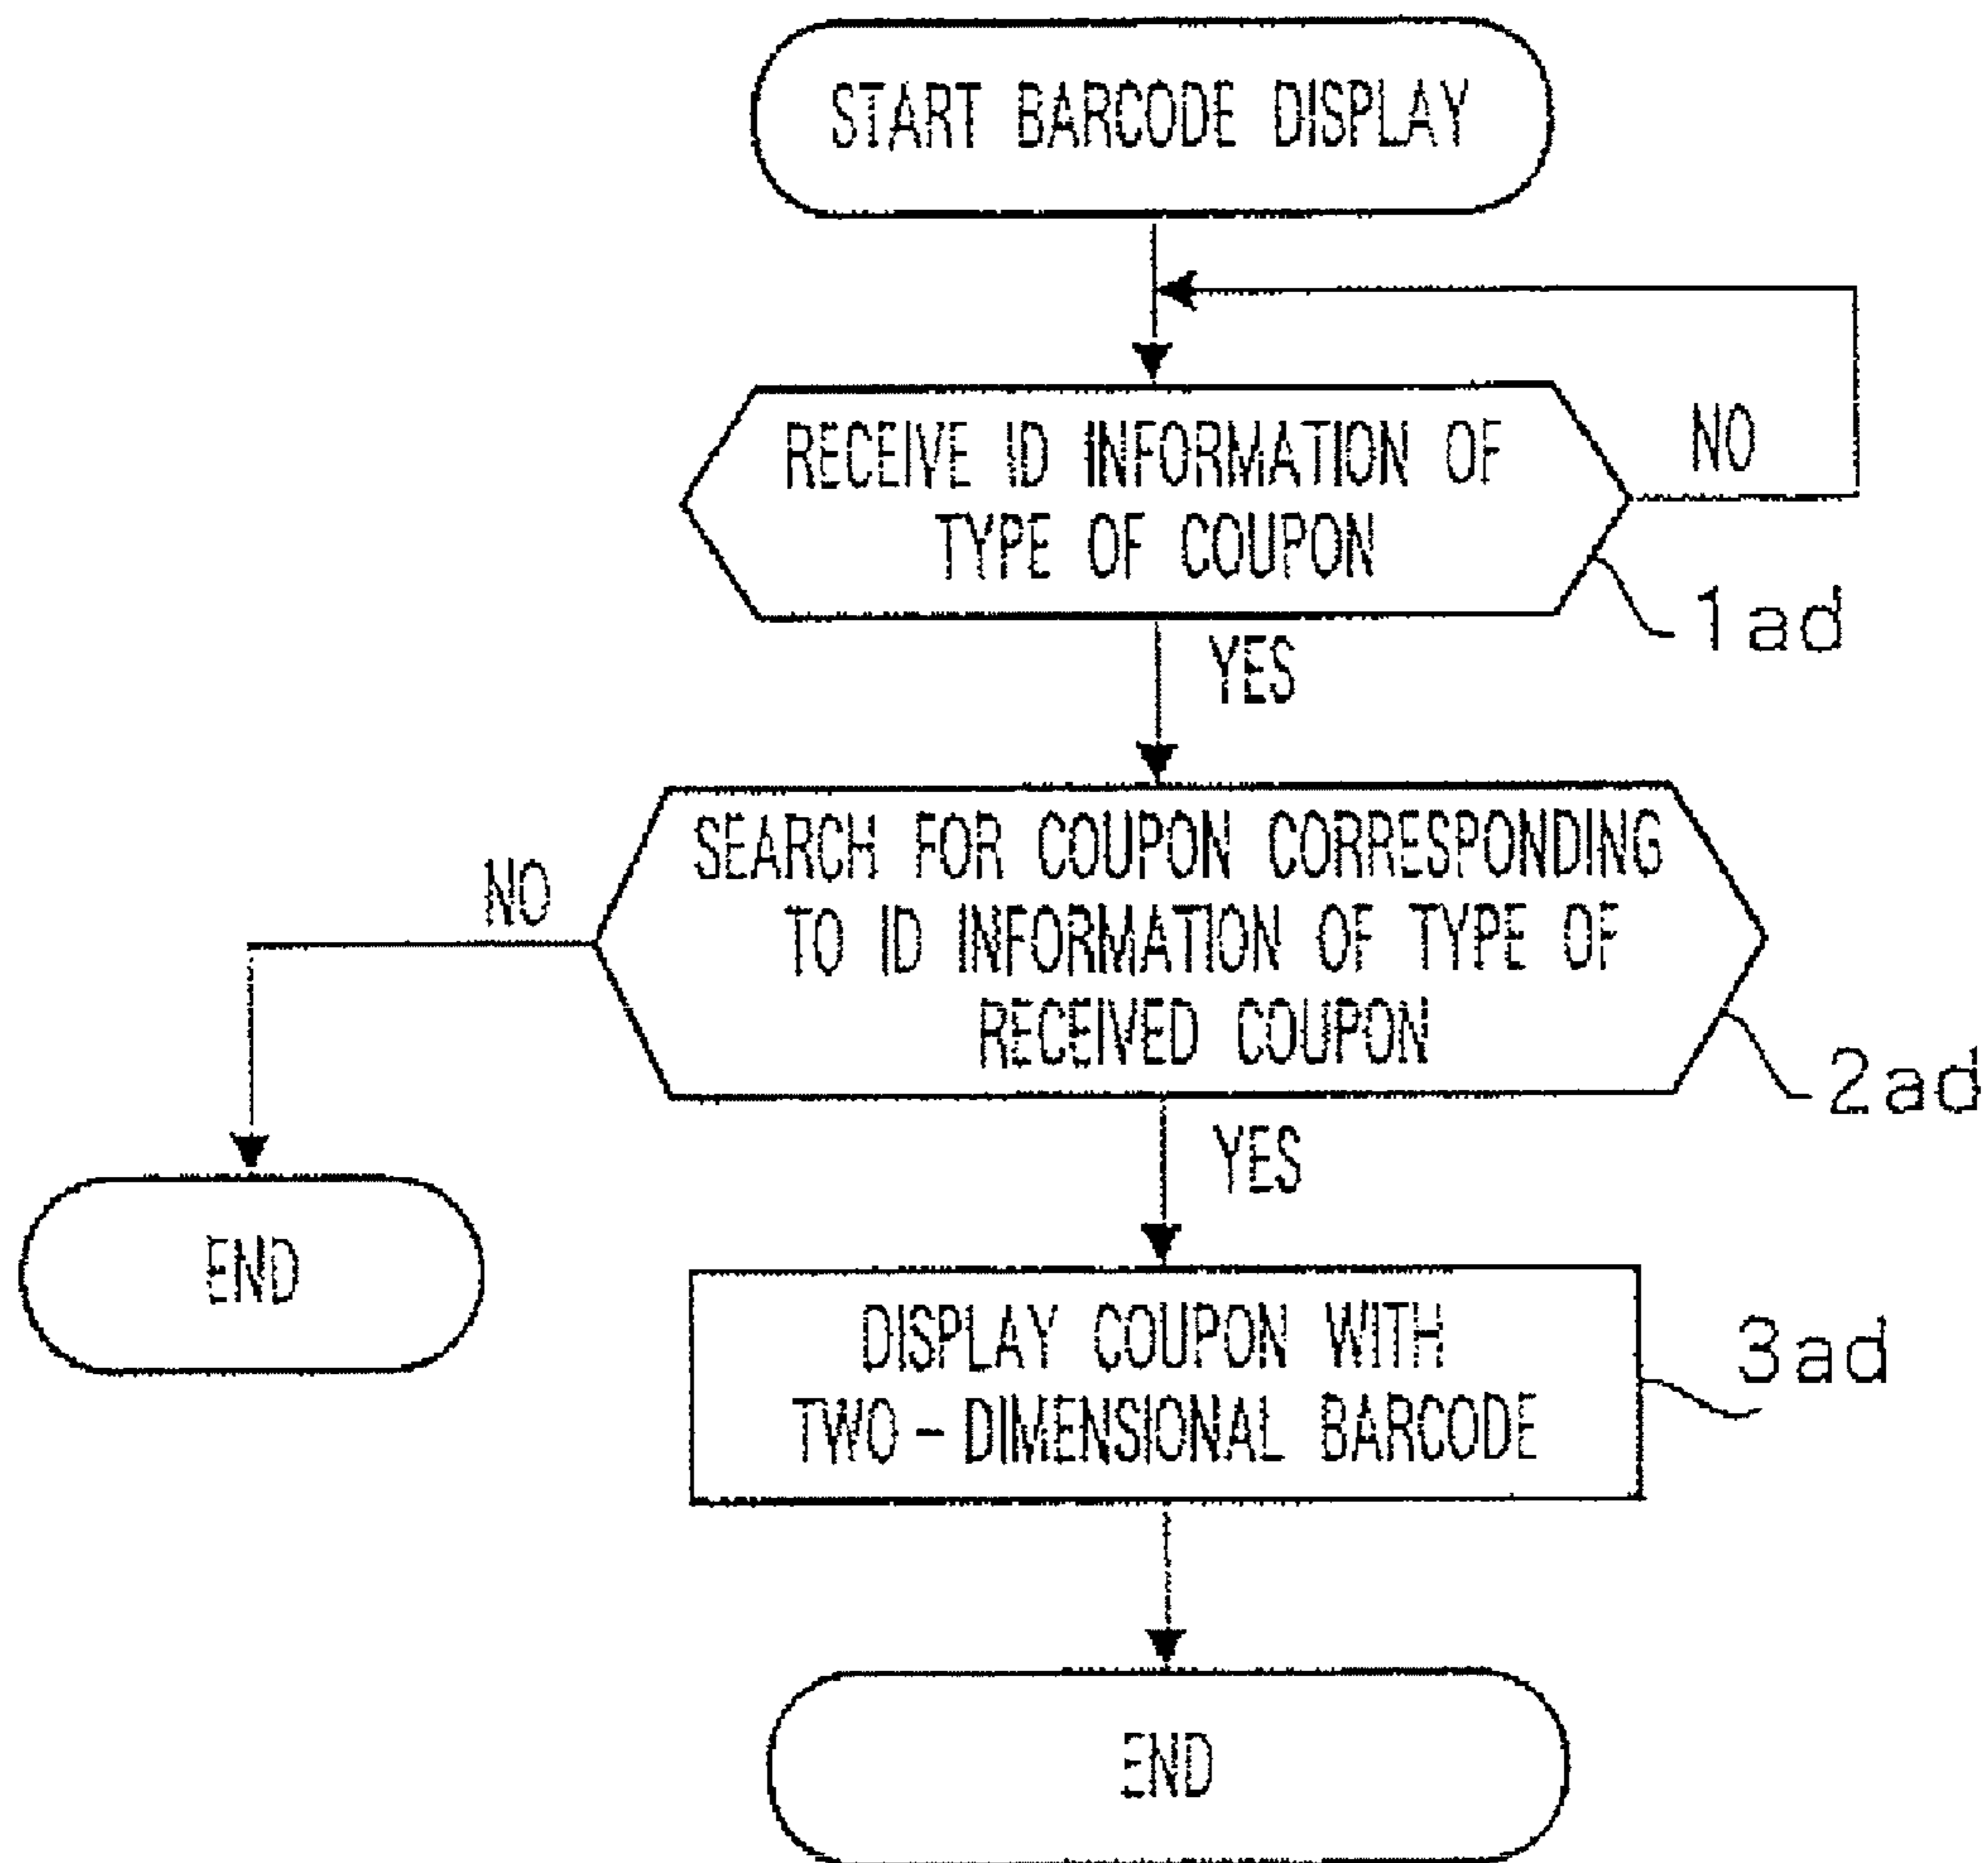 START BARCODE DISPLAY
RECEIVE ID INFORMATION OF
TYPE OF COUPON
NO
1ad
YES
SEARCH FOR COUPON CORRESPONDING
TO ID INFORMATION OF TYPE OF
RECEIVED COUPON
NO
2ad
YES
END
DISPLAY COUPON WITH
TWO-DIMENSIONAL BARCODE
3ad
END